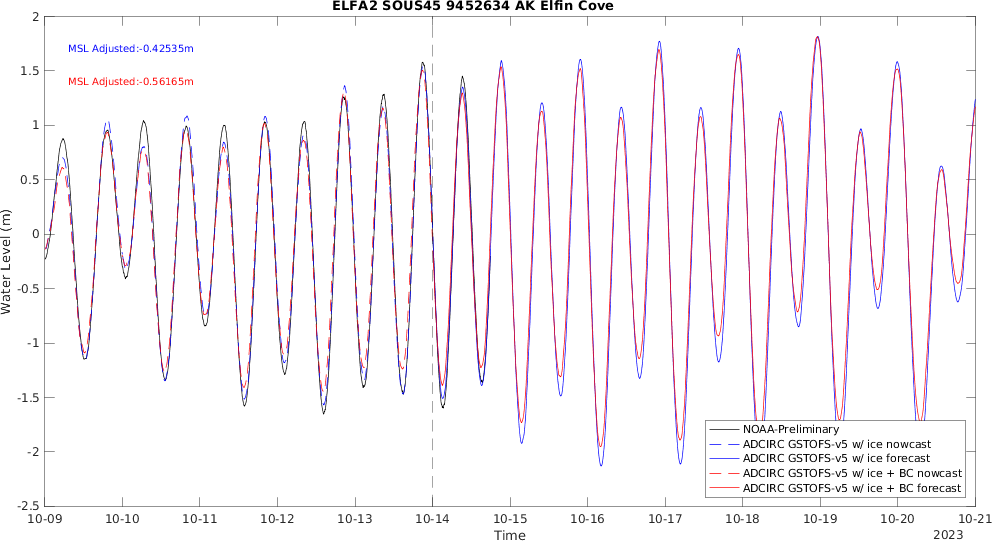 ELFA2 SOUS45 9452634 AK Elfin Cove
MSL Adjusted:-0.42535m
MSL Adjusted:-0.56165m
2
1.5
1
0.5
0
-0.5
-1
-1.5
-2
-2.5
Water Level (m)
NOAA-Preliminary
ADCIRC GSTOFS-v5 w/ ice nowcast
ADCIRC GSTOFS-v5 w/ ice forecast
ADCIRC GSTOFS-v5 w/ ice + BC nowcast
ADCIRC GSTOFS-v5 w/ ice + BC forecast
10-09 10-10 10-11 10-12 10-13 10-14 10-15 10-16 10-17 10-18 10-19 10-20 10-21
Time
2023